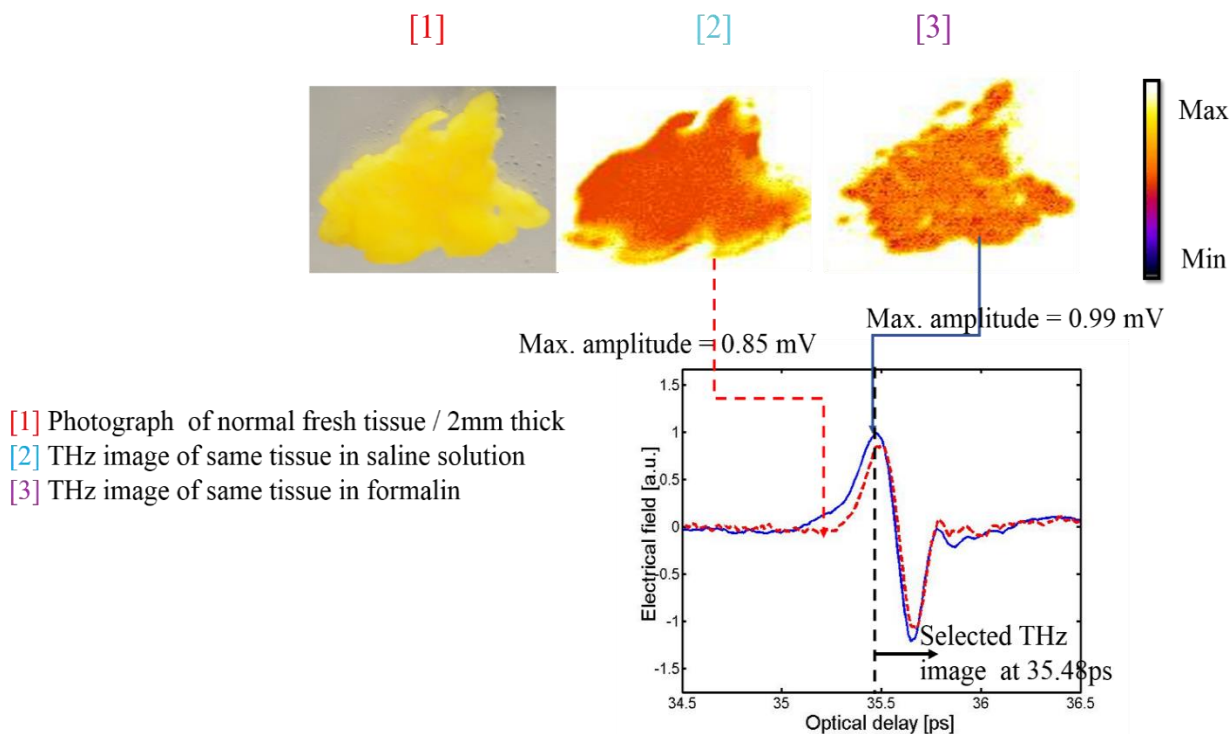 [1]
[2]
[3]
Max
Min
Max. amplitude = 0.85 mV
Max. amplitude = 0.99 mV
[1] Photograph of normal fresh tissue / 2mm thick
[2] THz image of same tissue in saline solution
[3] THz image of same tissue in formalin
Electrical field [a.u.]
1.5
1
0.5
0
-0.5
-1
-1.5
Selected THz
image at 35.48ps
34.5
35
35.5
36
36.5
Optical delay [ps]